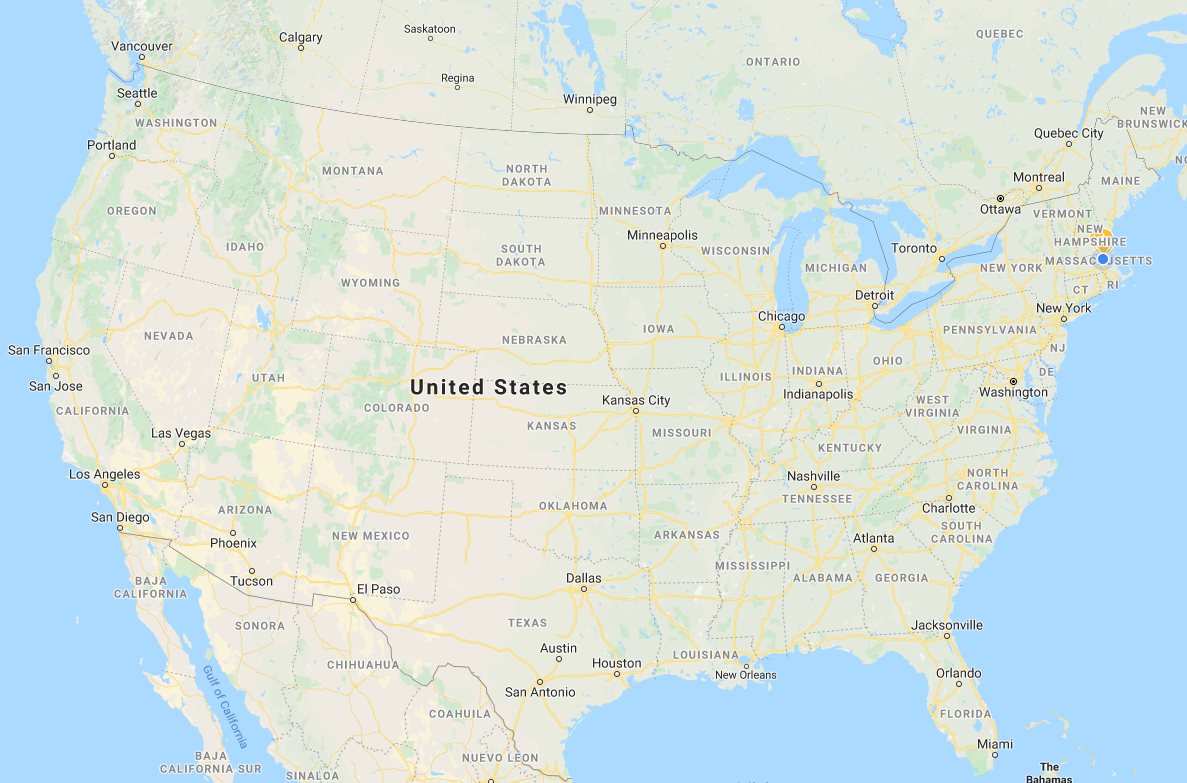 QUEBEC
Saskatoon
Calgary
Vancouver
ONTARIO
Regina
Seattle
Winnipeg
NEW
BRUNSWICK
WASHINGTON
Quebec City
Portland
NORTH
DAKOTA
MONTANA
Montreal
MAINE
Ottawa
OREGON
MINNESOTA
VERMONT
NEW
HAMPSHIRE
Minneapolis
IDAHO
SOUTH
DAKOTA
WISCONSIN
Toronto
MASSACHUSETTS
MICHIGAN
NEW YORK
WYOMING
CT
RI
Detroit
New York
Chicago
IOWA
PENNSYLVANIA
NEVADA
NEBRASKA
NJ
San Francisco
OHIO
DE
UTAH
ILLINOIS
INDIANA
San Jose
United States
Indianapolis
Washington
CALIFORNIA
COLORADO
Kansas City
WEST
VIRGINIA
KANSAS
Las Vegas
MISSOURI
VIRGINIA
KENTUCKY
Los Angeles
Nashville
NORTH
CAROLINA
TENNESSEE
San Diego
ARIZONA
OKLAHOMA
Charlotte
Phoenix
NEW MEXICO
ARKANSAS
SOUTH
CAROLINA
Atlanta
Tucson
BAJA
CALIFORNIA
El Paso
Dallas
MISSISSIPPI
ALABAMA
GEORGIA
SONORA
TEXAS
Jacksonville
CHIHUAHUA
Austin
Houston
LOUISIANA
New Orleans
Orlando
San Antonio
Gulf of California
COAHUILA
FLORIDA
Miami
BAJA
CALIFORNIA SUR
NUEVO LEON
SINALOA
The
Bahamas